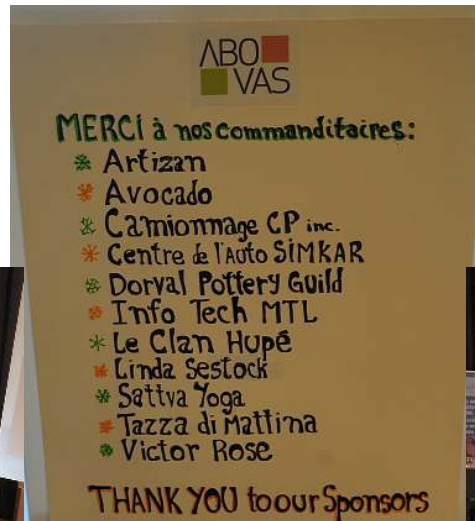 ABO
VAS
MERCI à nos commanditaires:
Artizan
Avocado
Camionnage CP inc.
Centre de l'Auto SIMKAR
Dorval Pottery Guild
Info Tech MTL
Le Clan Hupé
Linda Sestock
Sattva Yoga
Tazza di Mattina
Victor Rose
THANK YOU to our Sponsors